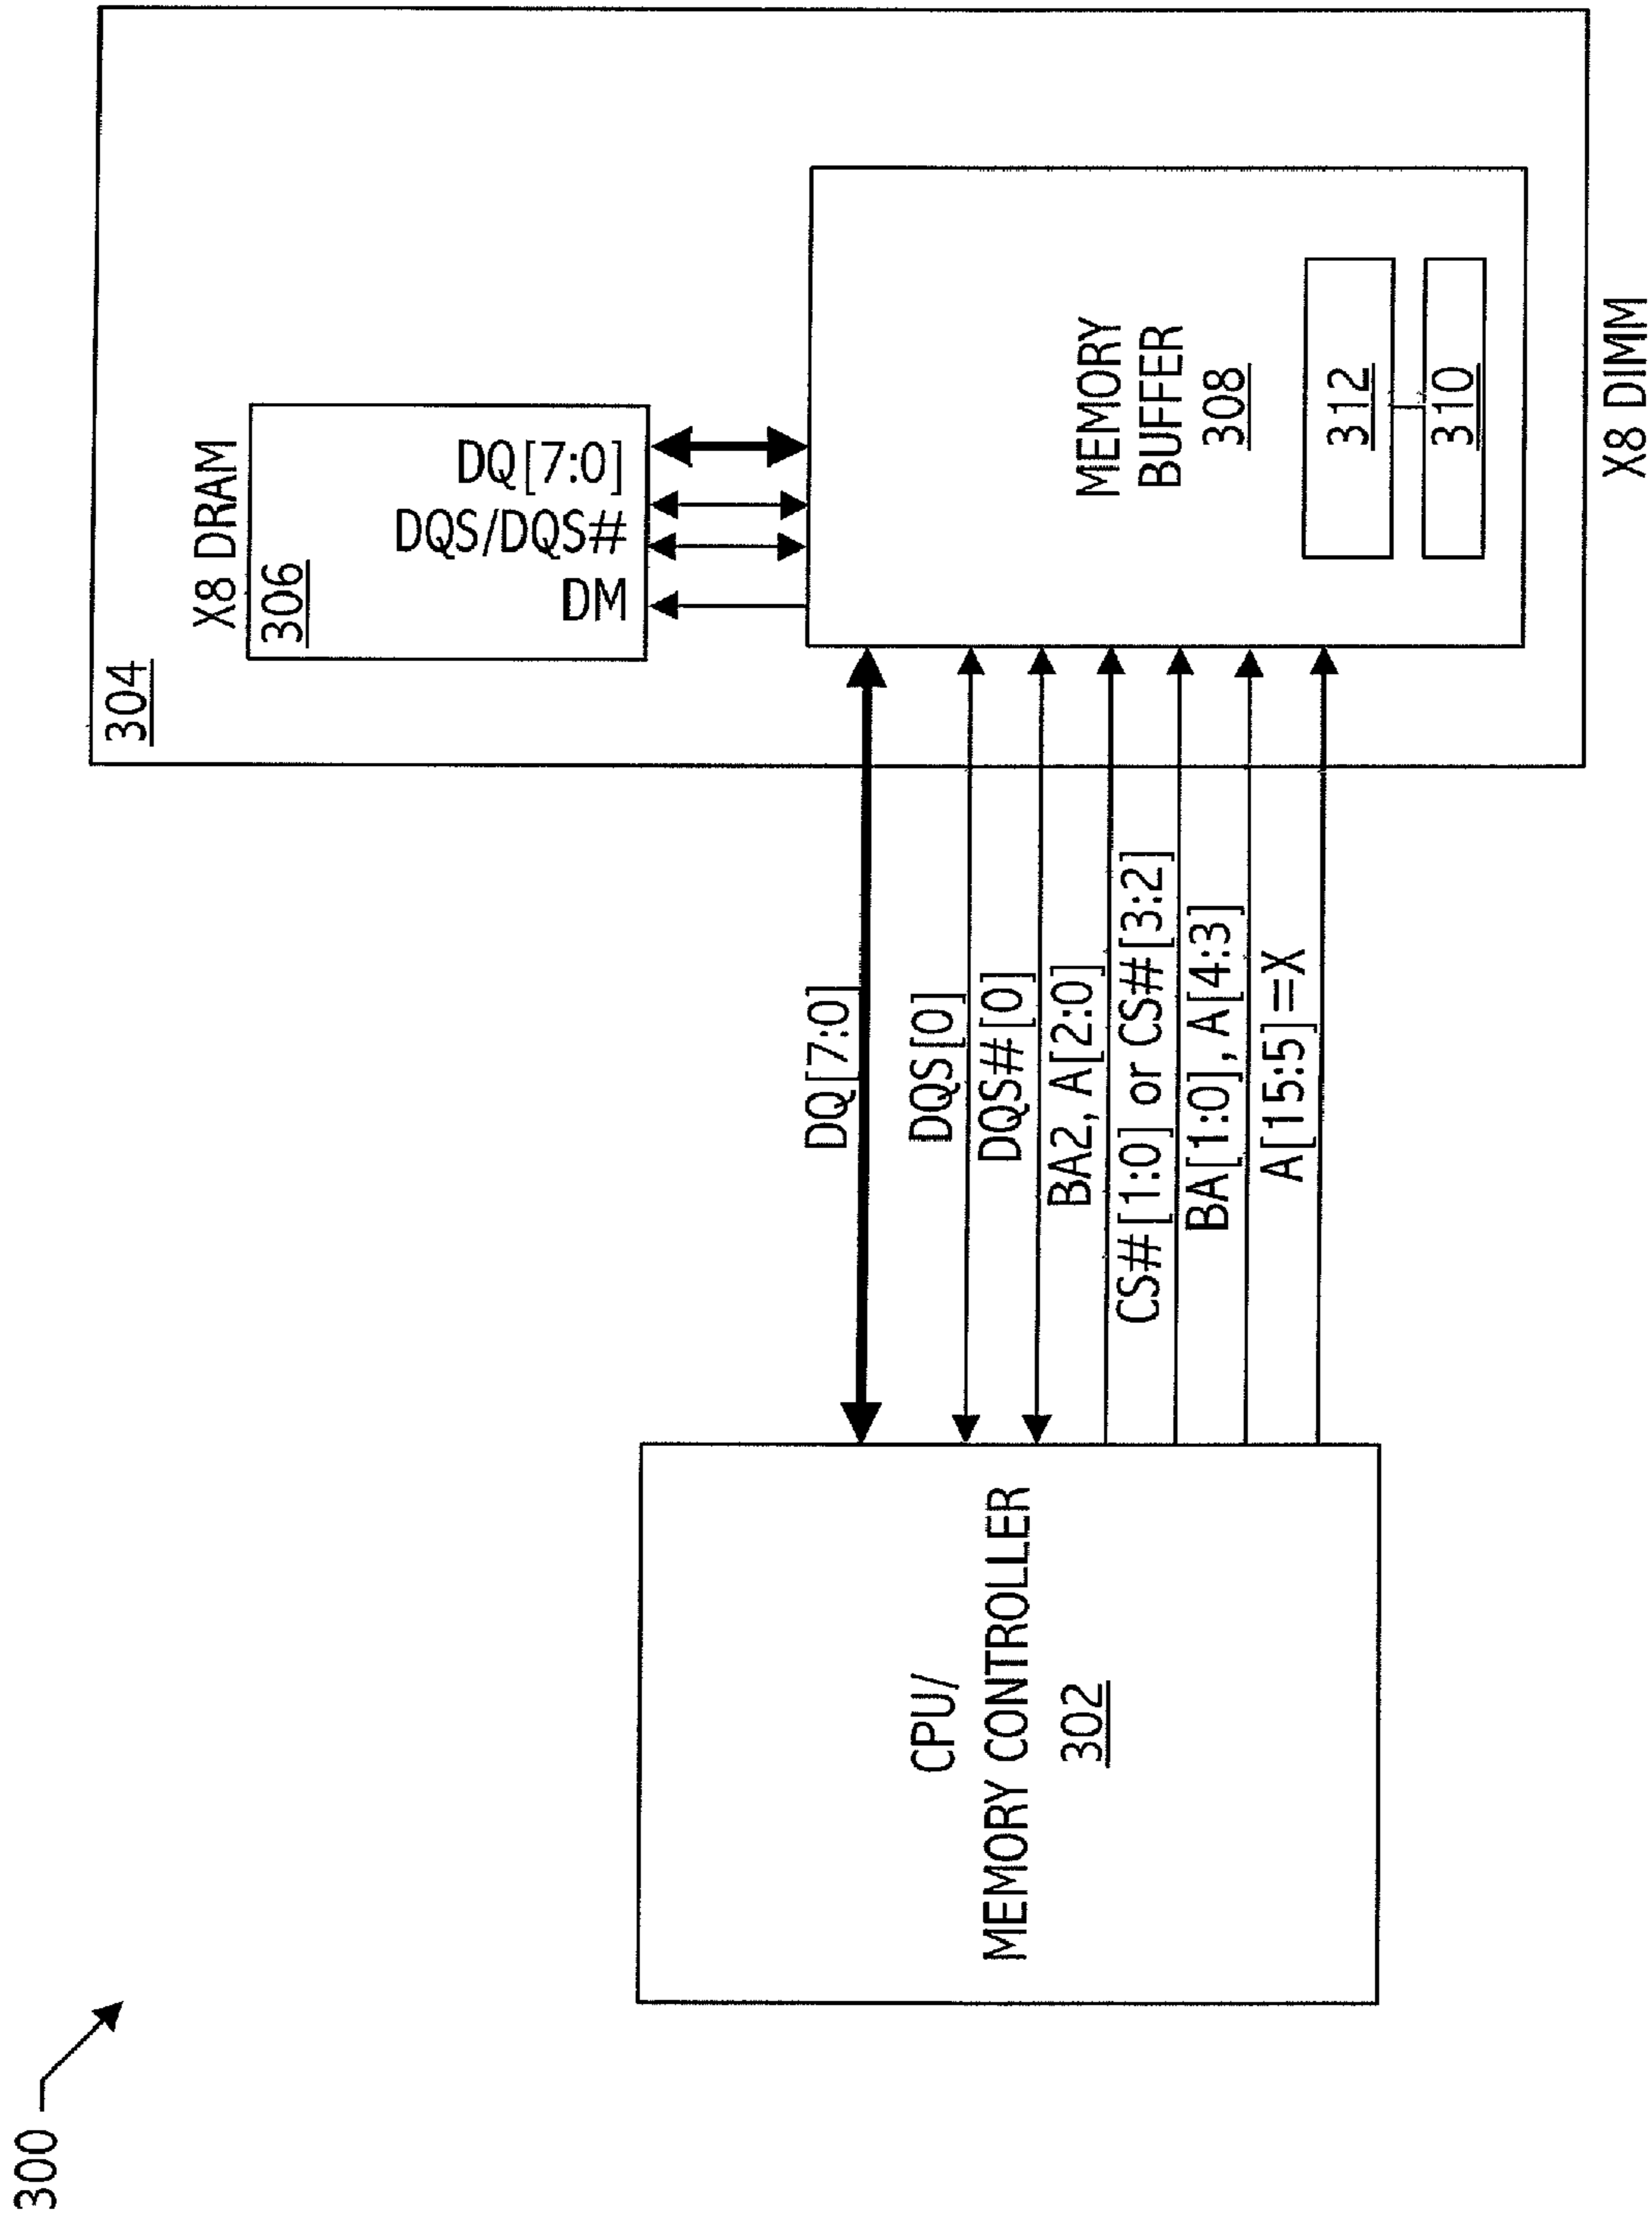 300
304
X8 DRAM
306
DQ[7:0]
DQS/DQS#
DM
MEMORY
BUFFER
308
312
310
X8 DIMM
DQ[7:0]
DQS[0]
DQS#[0]
BA2, A[2:0]
CS#[1:0] or CS#[3:2]
BA[1:0], A[4:3]
A[15:5]=X
CPU/
MEMORY CONTROLLER
302